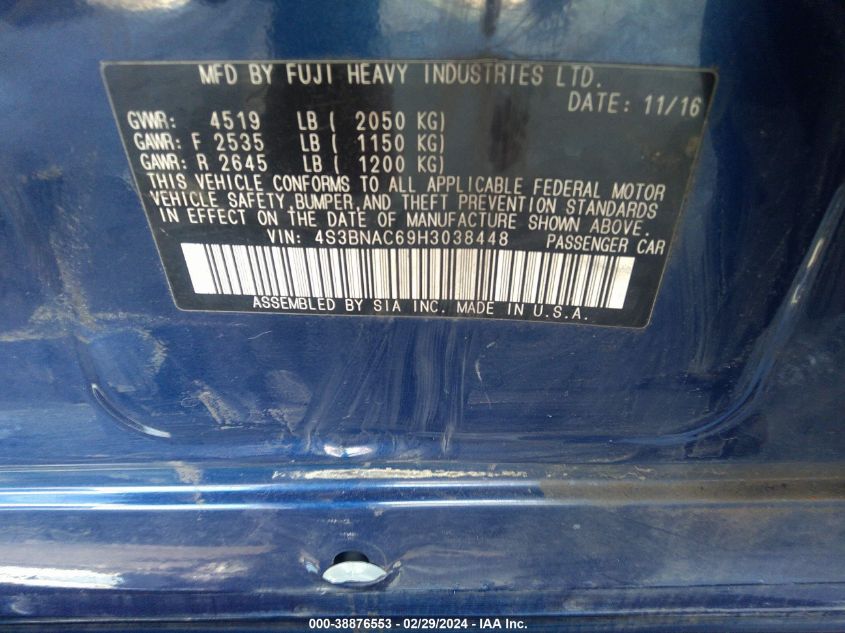 MFD BY FUJI HEAVY INDUSTRIES LTD.
DATE: 11/16
GVWR: 4519 LB ( 2050 KG)
GAWR: F 2535 LB ( 1150 KG)
GAWR: R 2645 LB ( 1200 KG)
THIS VEHICLE CONFORMS TO ALL APPLICABLE FEDERAL MOTOR
VEHICLE SAFETY,BUMPER,AND THEFT PREVENTION STANDARDS
IN EFFECT ON THE DATE OF MANUFACTURE SHOWN ABOVE.
VIN: 4S3BNAC69H3038448 PASSENGER CAR
ASSEMBLED BY SIA INC. MADE IN U.S.A.
000-38876553 - 02/29/2024 - IAA Inc.